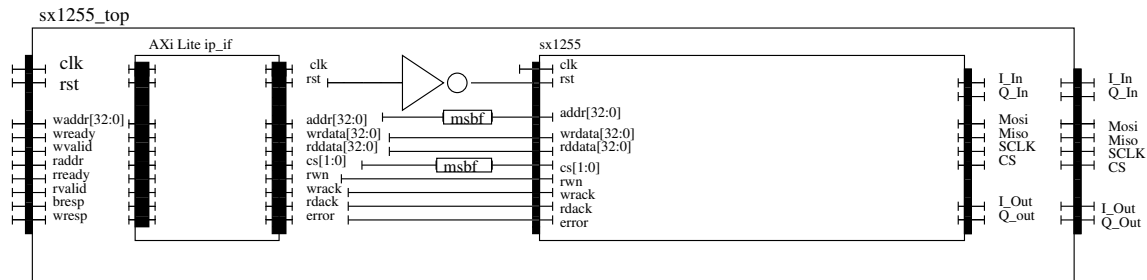 sx1255_top
AXi Lite ip_if
sx1255
clk
rst
waddr[32:0]
wready
wvalid
raddr
rready
rvalid
bresp
wresp
clk
rst
addr[32:0]
wrdata[32:0]
rddata[32:0]
cs[1:0]
rwn
wrack
rdack
error
msbf
msbf
clk
rst
addr[32:0]
wrdata[32:0]
rddata[32:0]
cs[1:0]
rwn
wrack
rdack
error
I_In
Q_In
Mosi
Miso
SCLK
CS
I_Out
Q_out
I_In
Q_In
Mosi
Miso
SCLK
CS
I_Out
Q_Out